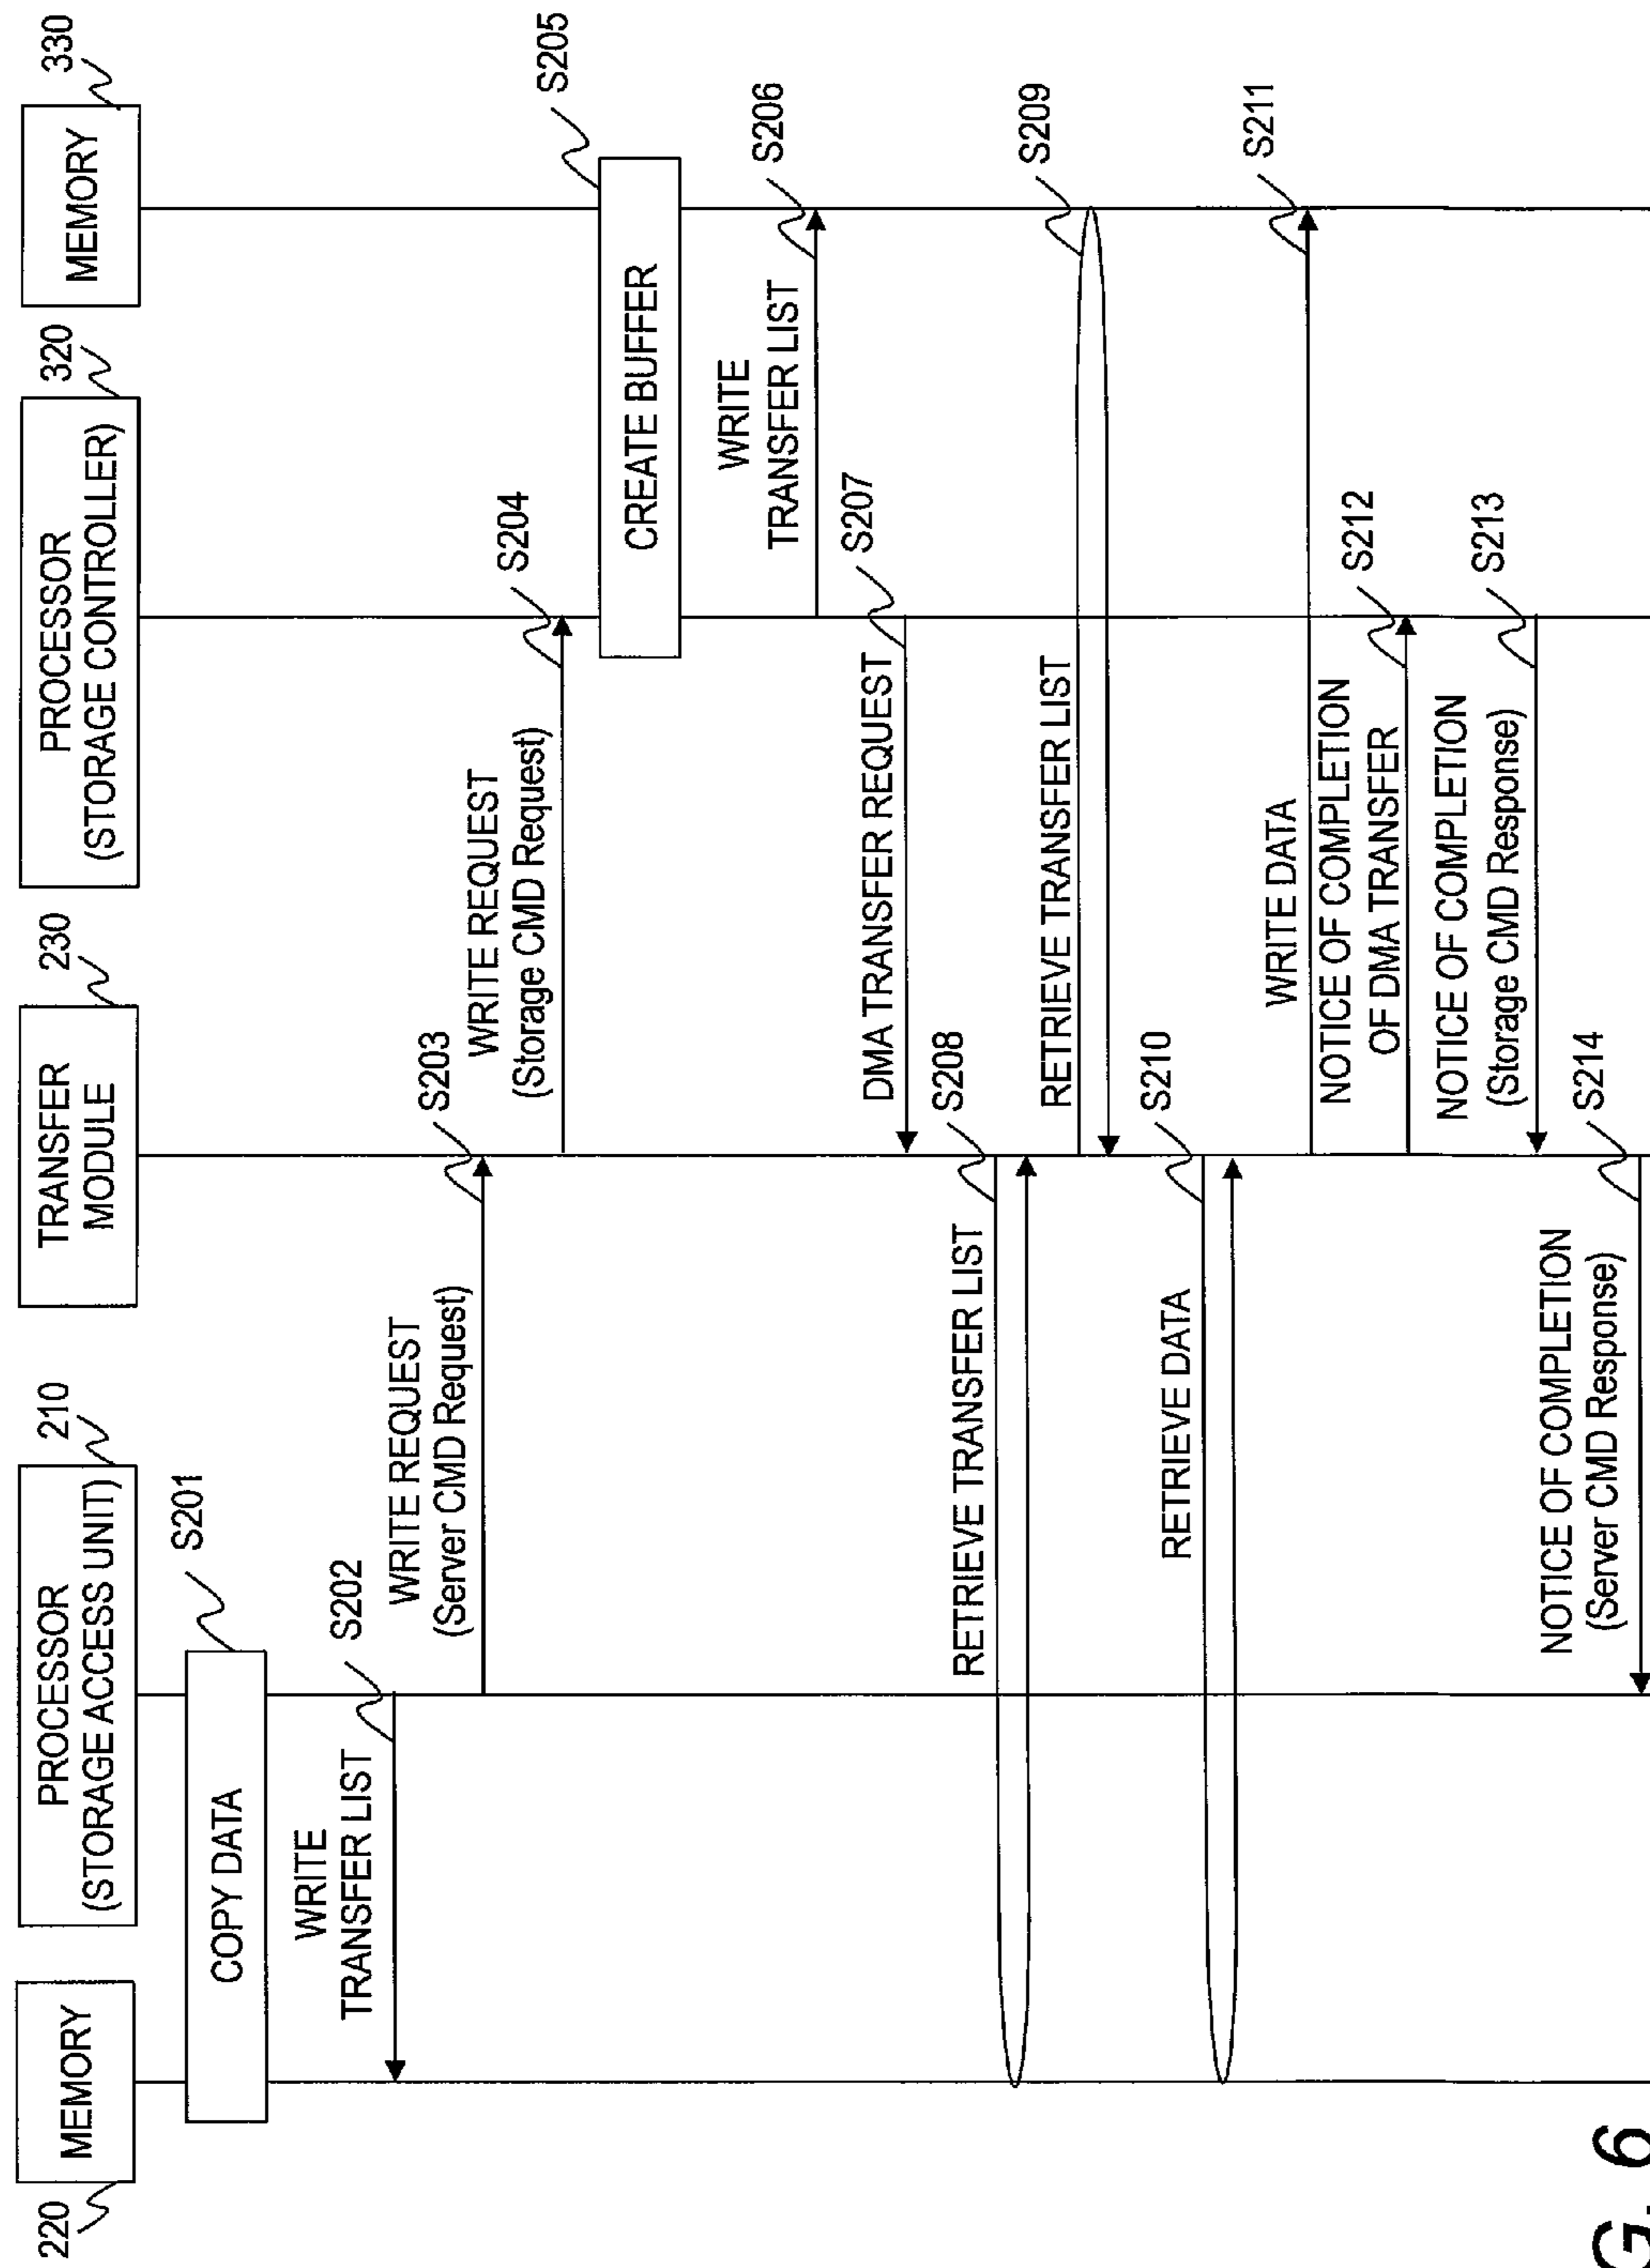 220
MEMORY
210
PROCESSOR
(STORAGE ACCESS UNIT)
230
TRANSFER
MODULE
320
PROCESSOR
(STORAGE CONTROLLER)
330
MEMORY
S201
COPY DATA
S202
WRITE
TRANSFER LIST
S203
WRITE REQUEST
(Server CMD Request)
S204
WRITE REQUEST
(Storage CMD Request)
S205
CREATE BUFFER
S206
WRITE
TRANSFER LIST
S207
DMA TRANSFER REQUEST
S208
RETRIEVE TRANSFER LIST
S209
RETRIEVE TRANSFER LIST
S210
RETRIEVE DATA
S211
WRITE DATA
S212
NOTICE OF COMPLETION
OF DMA TRANSFER
S213
NOTICE OF COMPLETION
(Storage CMD Response)
S214
NOTICE OF COMPLETION
(Server CMD Response)
G. 6